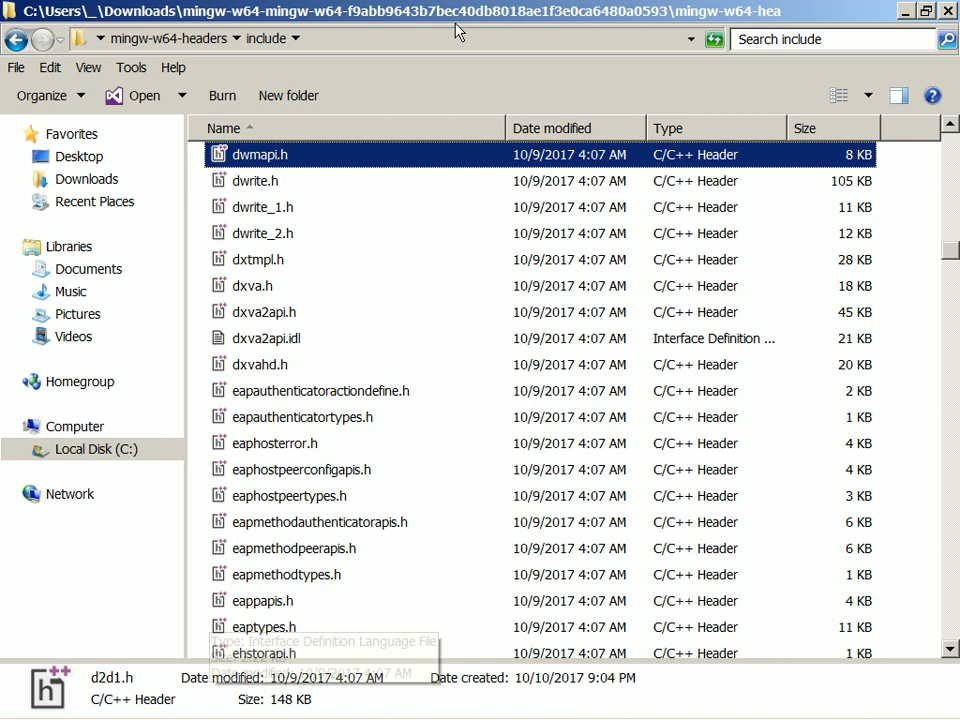 C:\Users\_\Downloads\mingw-w64-mingw-w64-f9abb9643b7bec40db8018ae1f3e0ca6480a0593\mingw-w64-hea
mingw-w64-headers include
Search include
File Edit View Tools Help
Organize Open Burn New folder
Name Date modified Type Size
Favorites
Desktop
Downloads
Recent Places
Libraries
Documents
Music
Pictures
Videos
Homegroup
Computer
Local Disk (C:)
Network
dwmapi.h 10/9/2017 4:07 AM C/C++ Header 8 KB
dwrite.h 10/9/2017 4:07 AM C/C++ Header 105 KB
dwrite_1.h 10/9/2017 4:07 AM C/C++ Header 11 KB
dwrite_2.h 10/9/2017 4:07 AM C/C++ Header 12 KB
dxtmpl.h 10/9/2017 4:07 AM C/C++ Header 28 KB
dxva.h 10/9/2017 4:07 AM C/C++ Header 18 KB
dxva2api.h 10/9/2017 4:07 AM C/C++ Header 45 KB
dxva2api.idl 10/9/2017 4:07 AM Interface Definition ... 21 KB
dxvahd.h 10/9/2017 4:07 AM C/C++ Header 20 KB
eapauthenticatoractiondefine.h 10/9/2017 4:07 AM C/C++ Header 2 KB
eapauthenticatortypes.h 10/9/2017 4:07 AM C/C++ Header 1 KB
eaphosterror.h 10/9/2017 4:07 AM C/C++ Header 4 KB
eaphostpeerconfigapis.h 10/9/2017 4:07 AM C/C++ Header 4 KB
eaphostpeertypes.h 10/9/2017 4:07 AM C/C++ Header 3 KB
eapmethodauthenticatorapis.h 10/9/2017 4:07 AM C/C++ Header 6 KB
eapmethodpeerapis.h 10/9/2017 4:07 AM C/C++ Header 6 KB
eapmethodtypes.h 10/9/2017 4:07 AM C/C++ Header 1 KB
eappapis.h 10/9/2017 4:07 AM C/C++ Header 4 KB
eaptypes.h 10/9/2017 4:07 AM C/C++ Header 11 KB
Type: Interface Definition Language File
ehstorapi.h 10/9/2017 4:07 AM C/C++ Header 1 KB
Date modified: 10/9/2017 4:07 AM
d2d1.h Date modified: 10/9/2017 4:07 AM Date created: 10/10/2017 9:04 PM
C/C++ Header Size: 148 KB